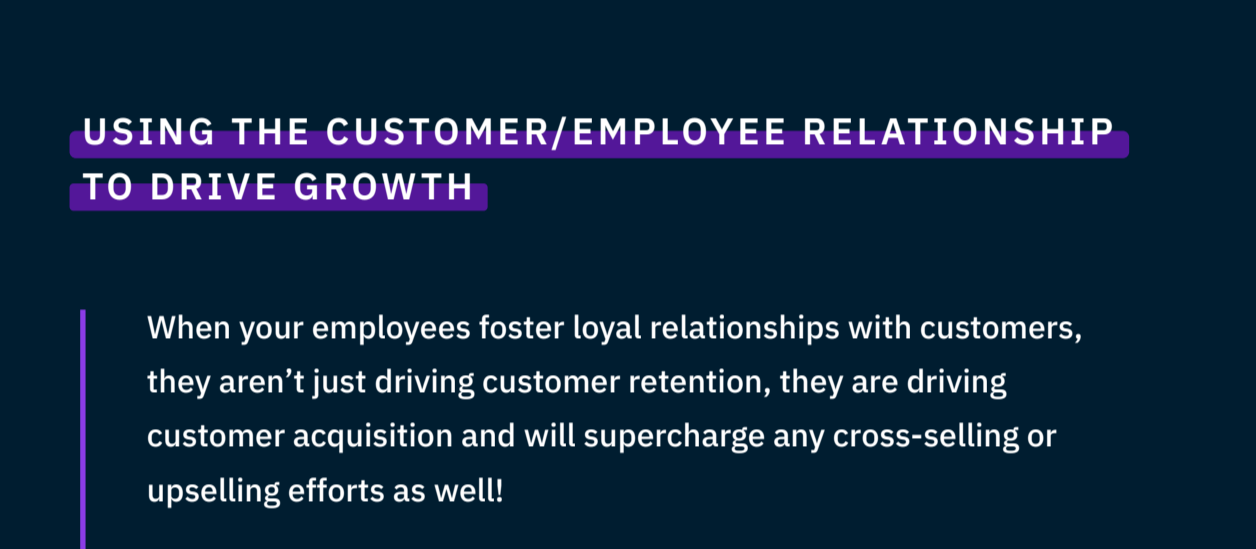 USING THE CUSTOMER/EMPLOYEE RELATIONSHIP
TO DRIVE GROWTH
When your employees foster loyal relationships with customers,
they aren’t just driving customer retention, they are driving
customer acquisition and will supercharge any cross-selling or
upselling efforts as well!